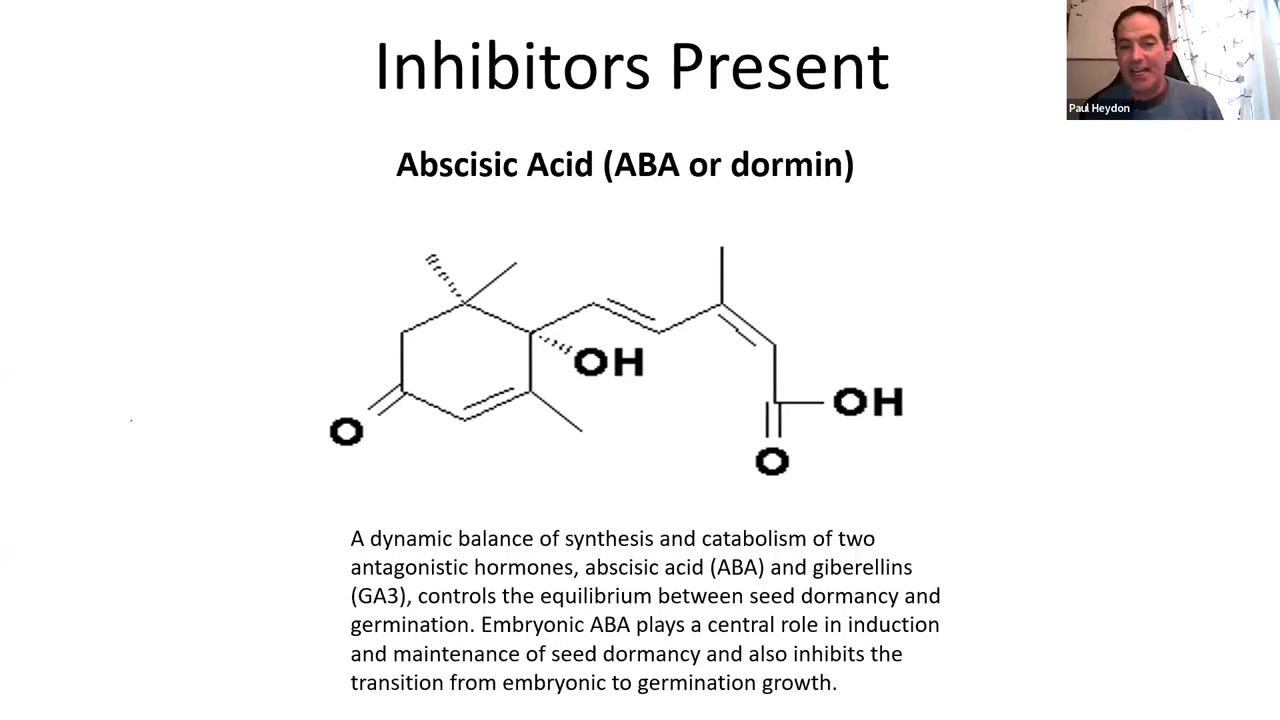 Inhibitors Present
Paul Heydon
Abscisic Acid (ABA or dormin)
OH
OH
O
O
A dynamic balance of synthesis and catabolism of two
antagonistic hormones, abscisic acid (ABA) and giberellins
(GA3), controls the equilibrium between seed dormancy and
germination. Embryonic ABA plays a central role in induction
and maintenance of seed dormancy and also inhibits the
transition from embryonic to germination growth.